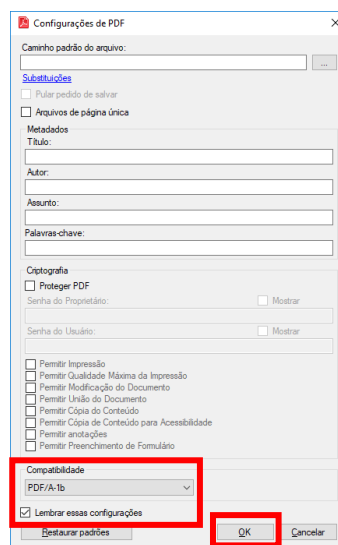 Configurações de PDF
Caminho padrão do arquivo:
...
Substituições
Pular pedido de salvar
Arquivos de página única
Metadados
Título:
Autor:
Assunto:
Palavras-chave:
Criptografia
Proteger PDF
Senha do Proprietário: Mostrar
Senha do Usuário: Mostrar
Permitir Impressão
Permitir Qualidade Máxima da Impressão
Permitir Modificação do Documento
Permitir União do Documento
Permitir Cópia do Conteúdo
Permitir Cópia de Conteúdo para Acessibilidade
Permitir anotações
Permitir Preenchimento de Formulário
Compatibilidade
PDF/A-1b
Lembrar essas configurações
Restaurar padrões OK Cancelar